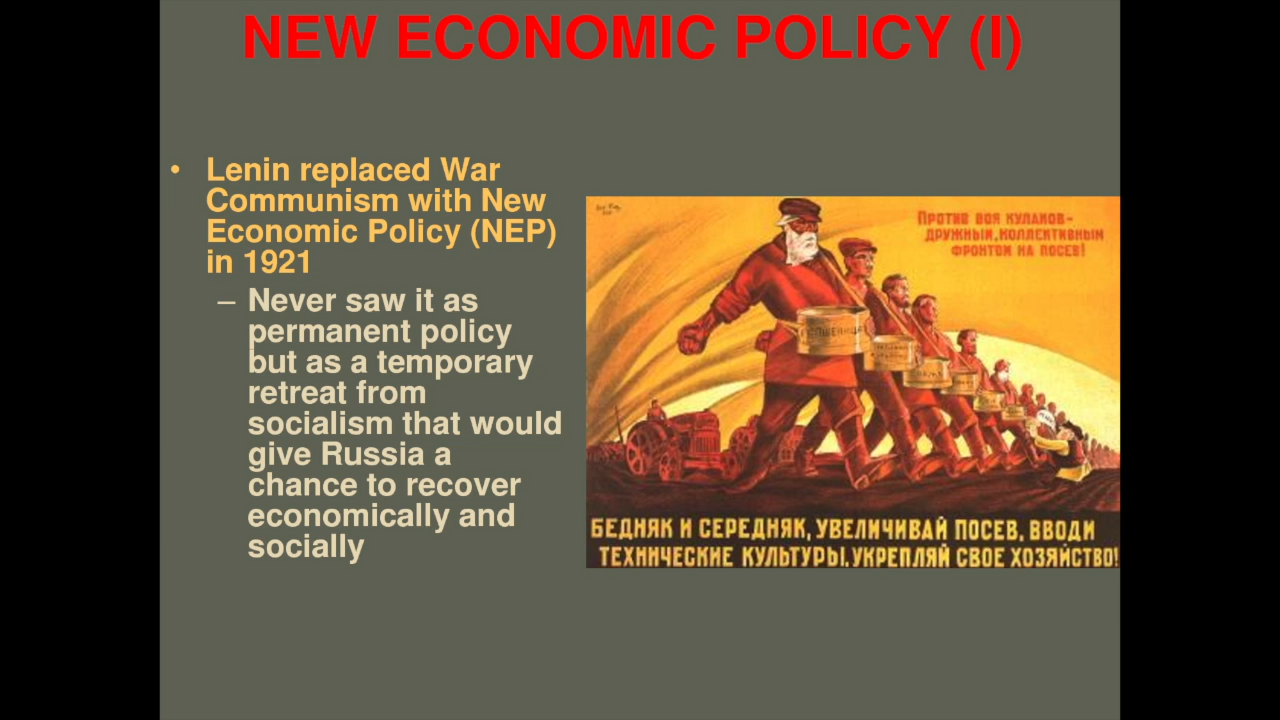 NEW ECONOMIC POLICY (I)
• Lenin replaced War
Communism with New
Economic Policy (NEP)
in 1921
– Never saw it as
permanent policy
but as a temporary
retreat from
socialism that would
give Russia a
chance to recover
economically and
socially
ПРОТИВ ВОЯ КУЛАКОВ-
ДРУЖНЫМ, КОЛЛЕКТИВНЫМ
ФРОНТОМ НА ПОСЕВ!
ПШЕНИЦА
БЕДНЯК И СЕРЕДНЯК, УВЕЛИЧИВАЙ ПОСЕВ, ВВОДИ
ТЕХНИЧЕСКИЕ КУЛЬТУРЫ, УКРЕПЛЯЙ СВОЕ ХОЗЯЙСТВО!